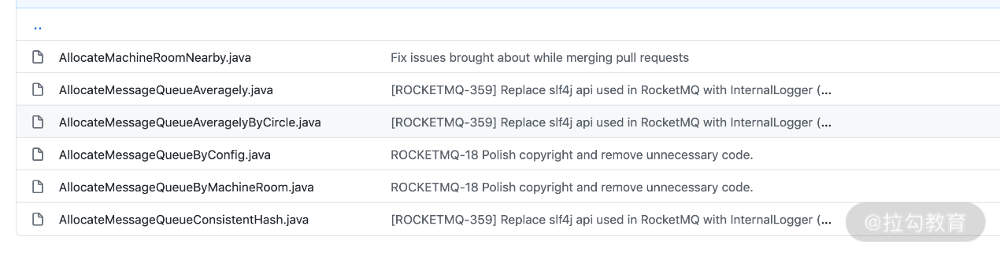 ..
AllocateMachineRoomNearby.java Fix issues brought about while merging pull requests
AllocateMessageQueueAveragely.java [ROCKETMQ-359] Replace slf4j api used in RocketMQ with InternalLogger (...
AllocateMessageQueueAveragelyByCircle.java [ROCKETMQ-359] Replace slf4j api used in RocketMQ with InternalLogger (...
AllocateMessageQueueByConfig.java ROCKETMQ-18 Polish copyright and remove unnecessary code.
AllocateMessageQueueByMachineRoom.java ROCKETMQ-18 Polish copyright and remove unnecessary code.
AllocateMessageQueueConsistentHash.java [ROCKETMQ-359] Replace slf4j api used in RocketMQ with InternalLogger (...
@拉勾教育